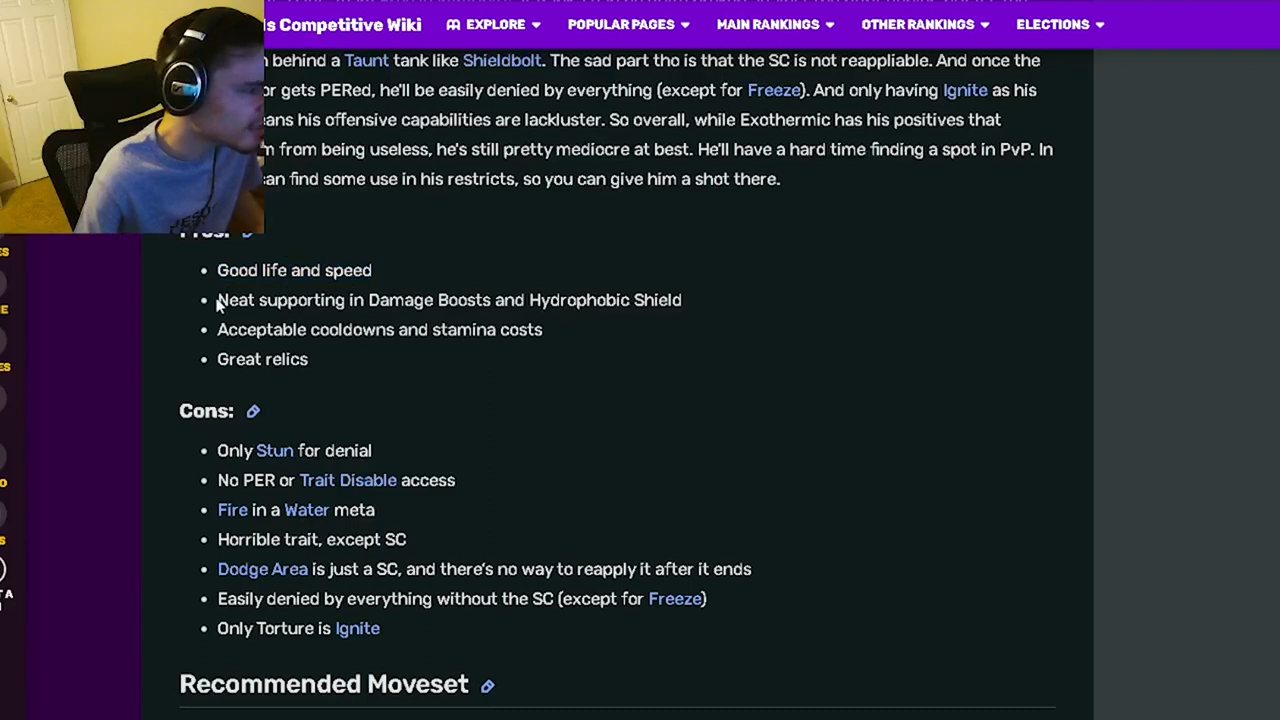 s Competitive Wiki EXPLORE POPULAR PAGES MAIN RANKINGS OTHER RANKINGS ELECTIONS
behind a Taunt tank like Shieldbolt. The sad part tho is that the SC is not reappliable. And once the
gets PERed, he'll be easily denied by everything (except for Freeze). And only having Ignite as his
his offensive capabilities are lackluster. So overall, while Exothermic has his positives that
from being useless, he's still pretty mediocre at best. He'll have a hard time finding a spot in PvP. In
can find some use in his restricts, so you can give him a shot there.
Pros:
• Good life and speed
• Neat supporting in Damage Boosts and Hydrophobic Shield
• Acceptable cooldowns and stamina costs
• Great relics
Cons:
• Only Stun for denial
• No PER or Trait Disable access
• Fire in a Water meta
• Horrible trait, except SC
• Dodge Area is just a SC, and there's no way to reapply it after it ends
• Easily denied by everything without the SC (except for Freeze)
• Only Torture is Ignite
Recommended Moveset